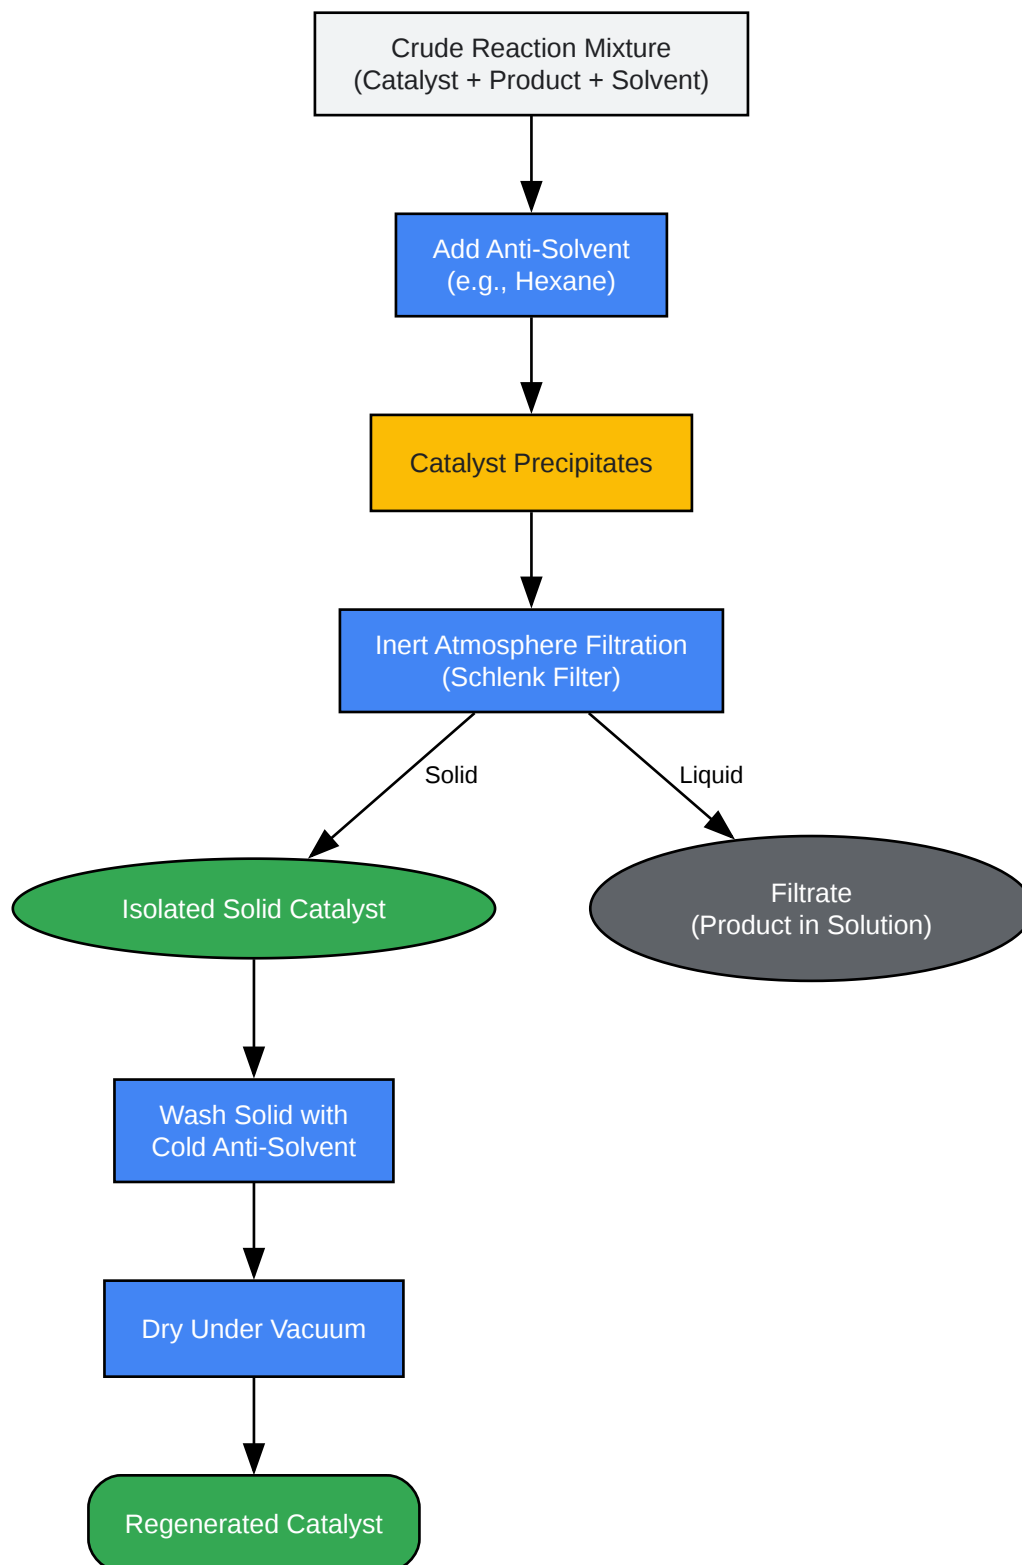 Crude Reaction Mixture
(Catalyst + Product + Solvent)
Add Anti-Solvent
(e.g., Hexane)
Catalyst Precipitates
Inert Atmosphere Filtration
(Schlenk Filter)
Solid
Liquid
Isolated Solid Catalyst
Filtrate
(Product in Solution)
Wash Solid with
Cold Anti-Solvent
Dry Under Vacuum
Regenerated Catalyst